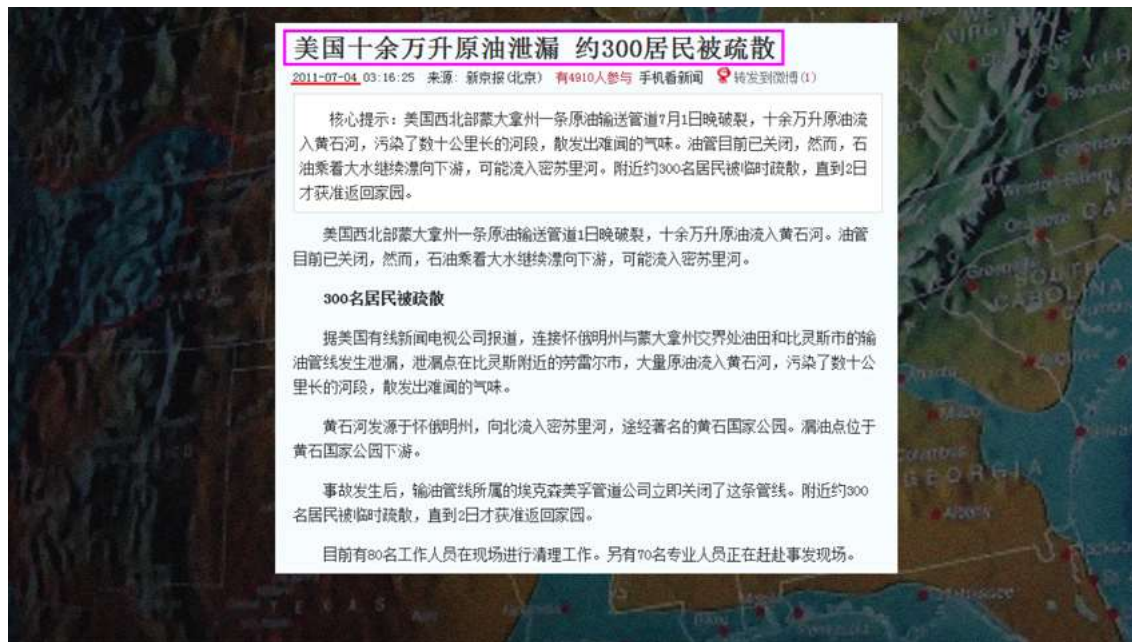 美国十余万升原油泄漏 约300居民被疏散
2011-07-04 03:16:25 来源: 新京报(北京) 有4910人参与 手机看新闻 转发到微博(1)
核心提示：美国西北部蒙大拿州一条原油输送管道7月1日晚破裂，十余万升原油流
入黄石河，污染了数十公里长的河段，散发出难闻的气味。油管目前已关闭，然而，石
油乘着大水继续漂向下游，可能流入密苏里河。附近约300名居民被临时疏散，直到2日
才获准返回家园。
美国西北部蒙大拿州一条原油输送管道1日晚破裂，十余万升原油流入黄石河。油管
目前已关闭，然而，石油乘着大水继续漂向下游，可能流入密苏里河。
300名居民被疏散
据美国有线新闻电视公司报道，连接怀俄明州与蒙大拿州交界处油田和比灵斯市的输
油管线发生泄漏，泄漏点在比灵斯附近的劳雷尔市，大量原油流入黄石河，污染了数十公
里长的河段，散发出难闻的气味。
黄石河发源于怀俄明州，向北流入密苏里河，途经著名的黄石国家公园。漏油点位于
黄石国家公园下游。
事故发生后，输油管线所属的埃克森美孚管道公司立即关闭了这条管线。附近约300
名居民被临时疏散，直到2日才获准返回家园。
目前有80名工作人员在现场进行清理工作。另有70名专业人员正在赶赴事发现场。
VIRGINIA
Roanoke
Greensboro
Winston-Salem
SOUTH
CAROLINA
Augusta
GEORGIA
Albany
TEXAS